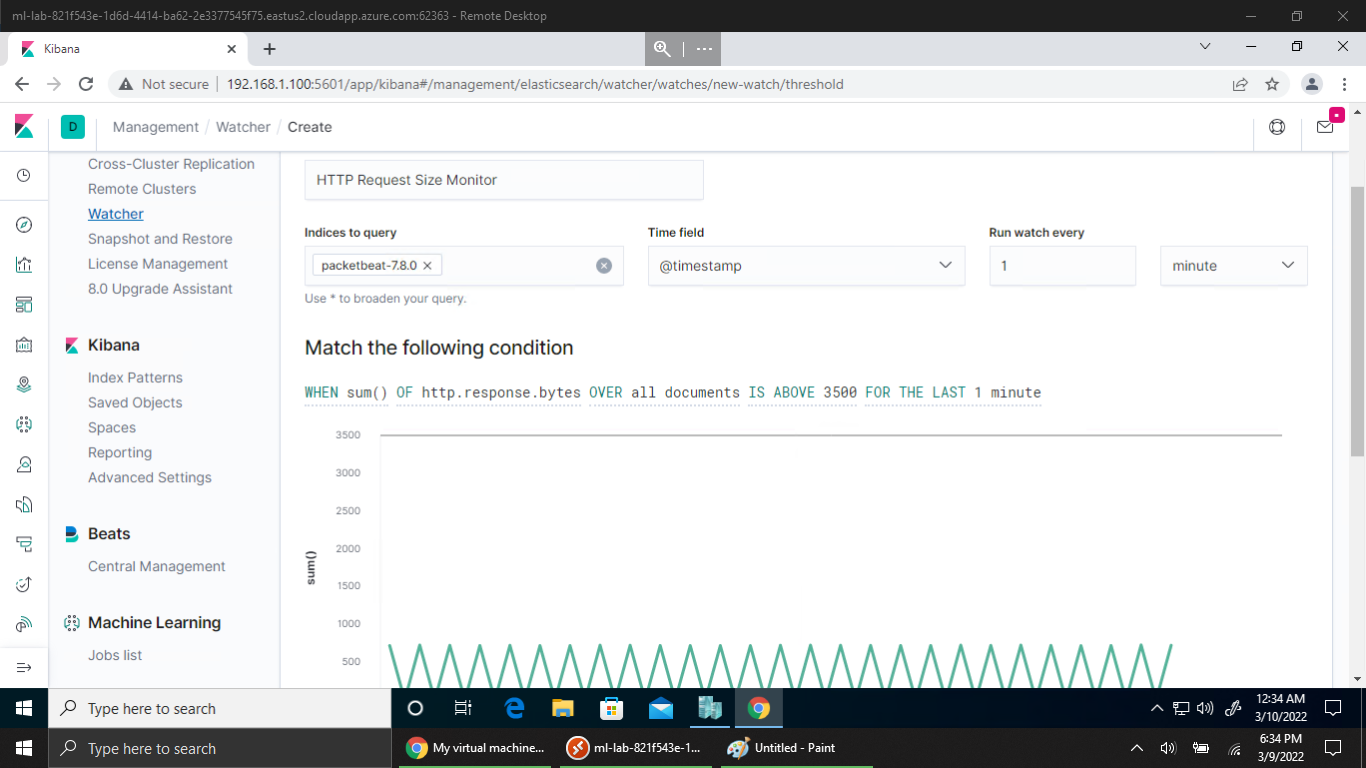 ml-lab-821f543e-1d6d-4414-ba62-2e3377545f75.eastus2.cloudapp.azure.com:62363 - Remote Desktop
Kibana
Not secure 192.168.1.100:5601/app/kibana#/management/elasticsearch/watcher/watches/new-watch/threshold
D Management / Watcher / Create
Cross-Cluster Replication
Remote Clusters
Watcher
Snapshot and Restore
License Management
8.0 Upgrade Assistant
Kibana
Index Patterns
Saved Objects
Spaces
Reporting
Advanced Settings
Beats
Central Management
Machine Learning
Jobs list
HTTP Request Size Monitor
Indices to query Time field Run watch every
packetbeat-7.8.0 @timestamp 1 minute
Use * to broaden your query.
Match the following condition
WHEN sum() OF http.response.bytes OVER all documents IS ABOVE 3500 FOR THE LAST 1 minute
3500
3000
2500
2000
1500
1000
500
sum()
Type here to search
12:34 AM
3/10/2022
Type here to search
My virtual machine...
ml-lab-821f543e-1...
Untitled - Paint
6:34 PM
3/9/2022